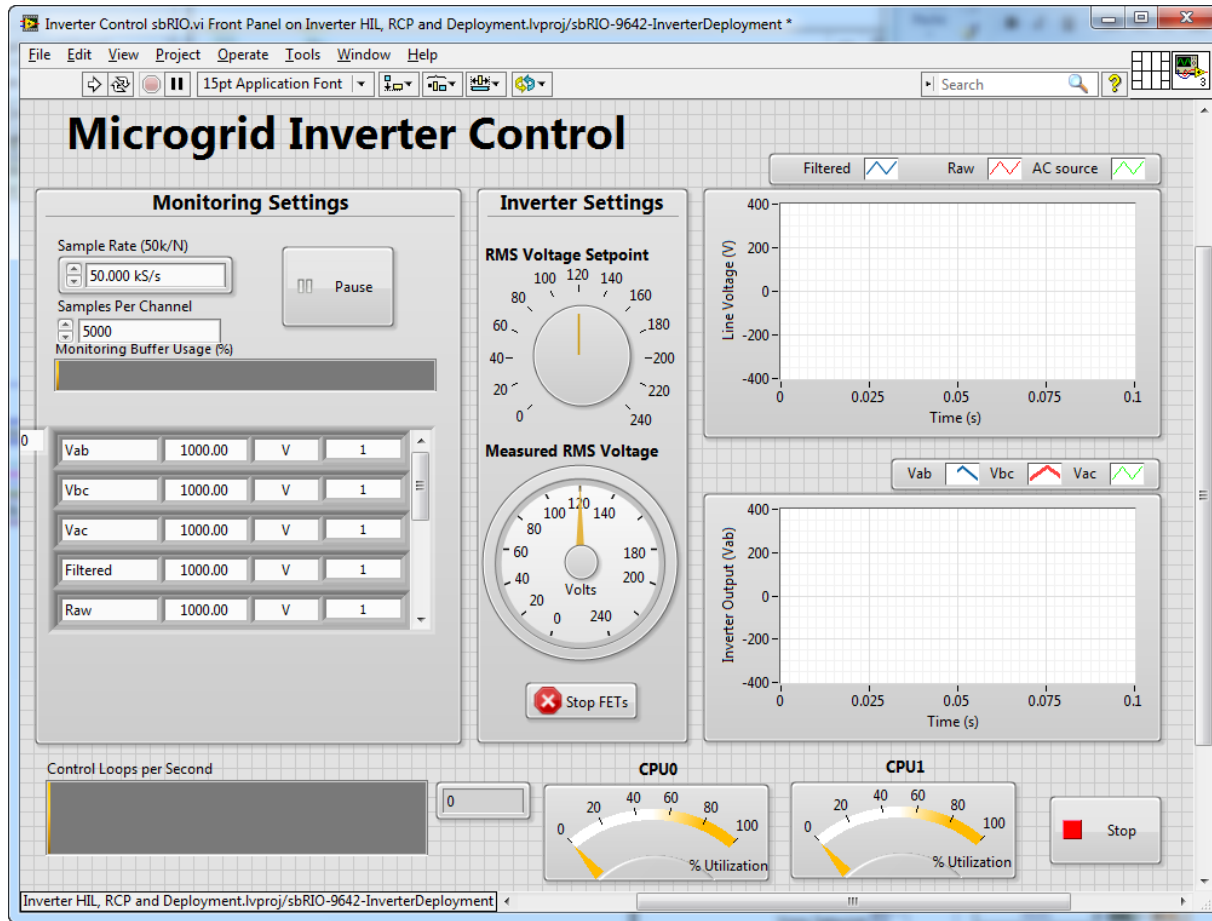 Inverter Control sbRIO.vi Front Panel on Inverter HIL, RCP and Deployment.lvproj/sbRIO-9642-InverterDeployment *
File Edit View Project Operate Tools Window Help
15pt Application Font
Search
?
3
Microgrid Inverter Control
Filtered Raw AC source
Monitoring Settings
Sample Rate (50k/N)
50.000 kS/s
Pause
Samples Per Channel
5000
Monitoring Buffer Usage (%)
0
Vab 1000.00 V 1
Vbc 1000.00 V 1
Vac 1000.00 V 1
Filtered 1000.00 V 1
Raw 1000.00 V 1
Inverter Settings
RMS Voltage Setpoint
0 20 40 60 80 100 120 140 160 180 200 220 240
Measured RMS Voltage
0 20 40 60 80 100 120 140 180 200 240
Volts
Stop FETs
Line Voltage (V)
400
200
0
-200
-400
0 0.025 0.05 0.075 0.1
Time (s)
Vab Vbc Vac
Inverter Output (Vab)
400
200
0
-200
-400
0 0.025 0.05 0.075 0.1
Time (s)
Control Loops per Second
0
CPU0
0 20 40 60 80 100
% Utilization
CPU1
0 20 40 60 80 100
% Utilization
Stop
Inverter HIL, RCP and Deployment.lvproj/sbRIO-9642-InverterDeployment